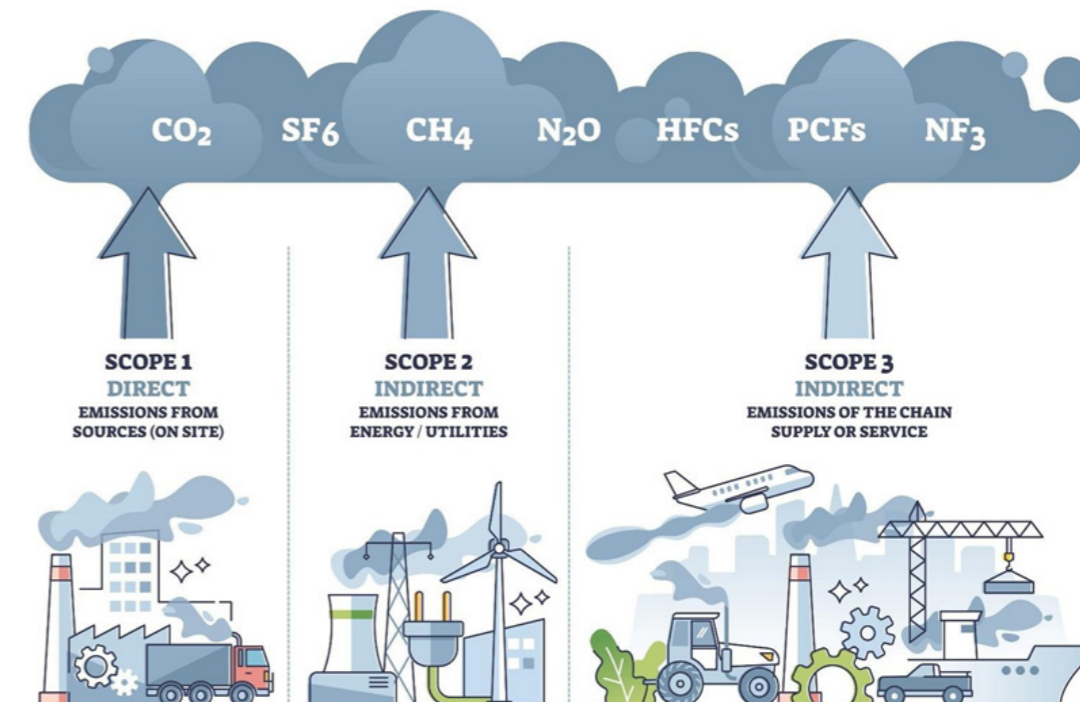 CO₂ SF₆ CH₄ N₂O HFCs PCFs NF₃
SCOPE 1
DIRECT
EMISSIONS FROM
SOURCES (ON SITE)
SCOPE 2
INDIRECT
EMISSIONS FROM
ENERGY / UTILITIES
SCOPE 3
INDIRECT
EMISSIONS OF THE CHAIN
SUPPLY OR SERVICE